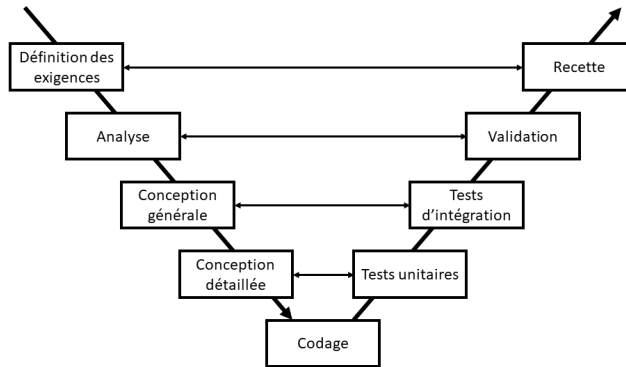 Définition des
exigences
Recette
Analyse
Validation
Conception
générale
Tests
d'intégration
Conception
détaillée
Tests unitaires
Codage